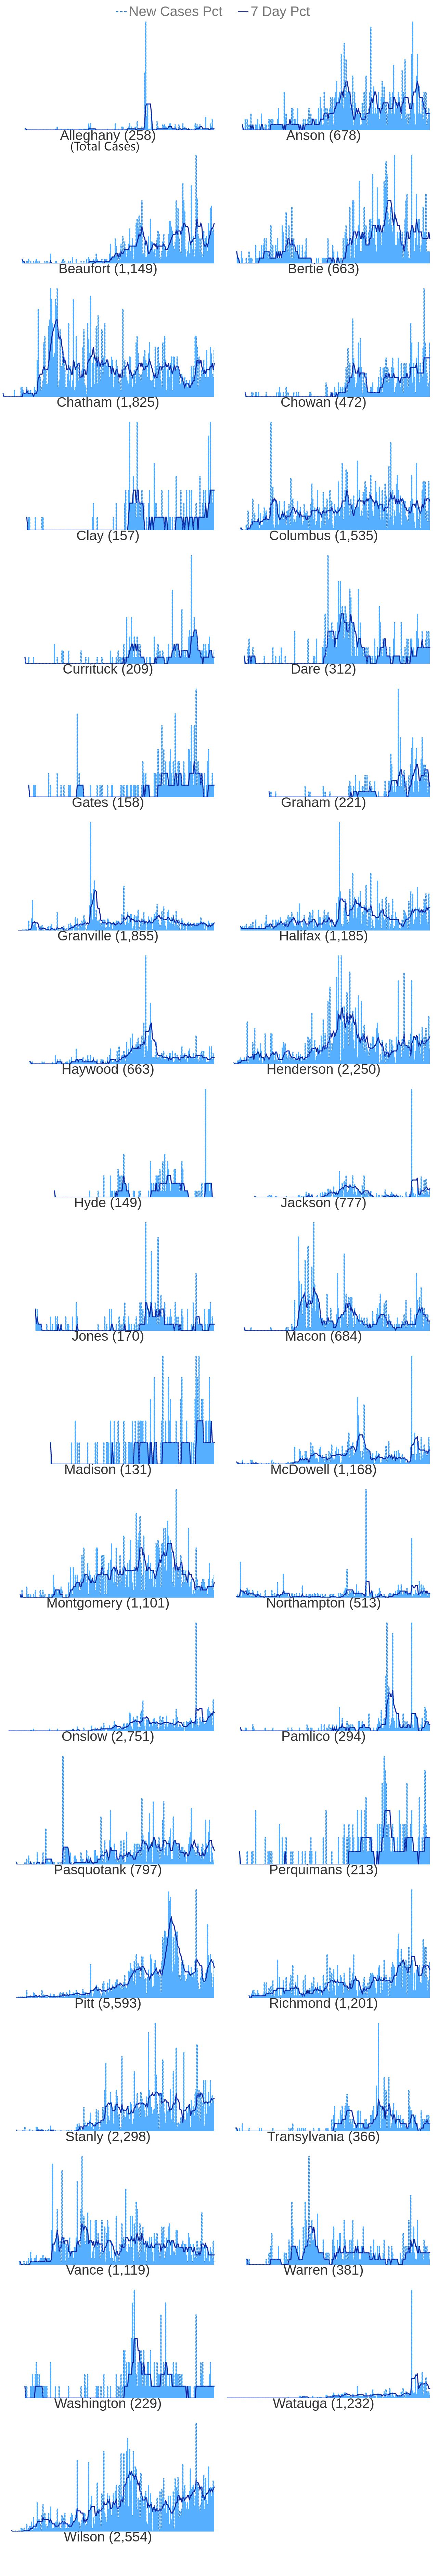 New Cases Pct 7 Day Pct
Alleghany (258) Anson (678)
(Total Cases)
Beaufort (1,149) Bertie (663)
Chatham (1,825) Chowan (472)
Clay (157) Columbus (1,535)
Currituck (209) Dare (312)
Gates (158) Graham (221)
Granville (1,855) Halifax (1,185)
Haywood (663) Henderson (2,250)
Hyde (149) Jackson (777)
Jones (170) Macon (684)
Madison (131) McDowell (1,168)
Montgomery (1,101) Northampton (513)
Onslow (2,751) Pamlico (294)
Pasquotank (797) Perquimans (213)
Pitt (5,593) Richmond (1,201)
Stanly (2,298) Transylvania (366)
Vance (1,119) Warren (381)
Washington (229) Watauga (1,232)
Wilson (2,554)